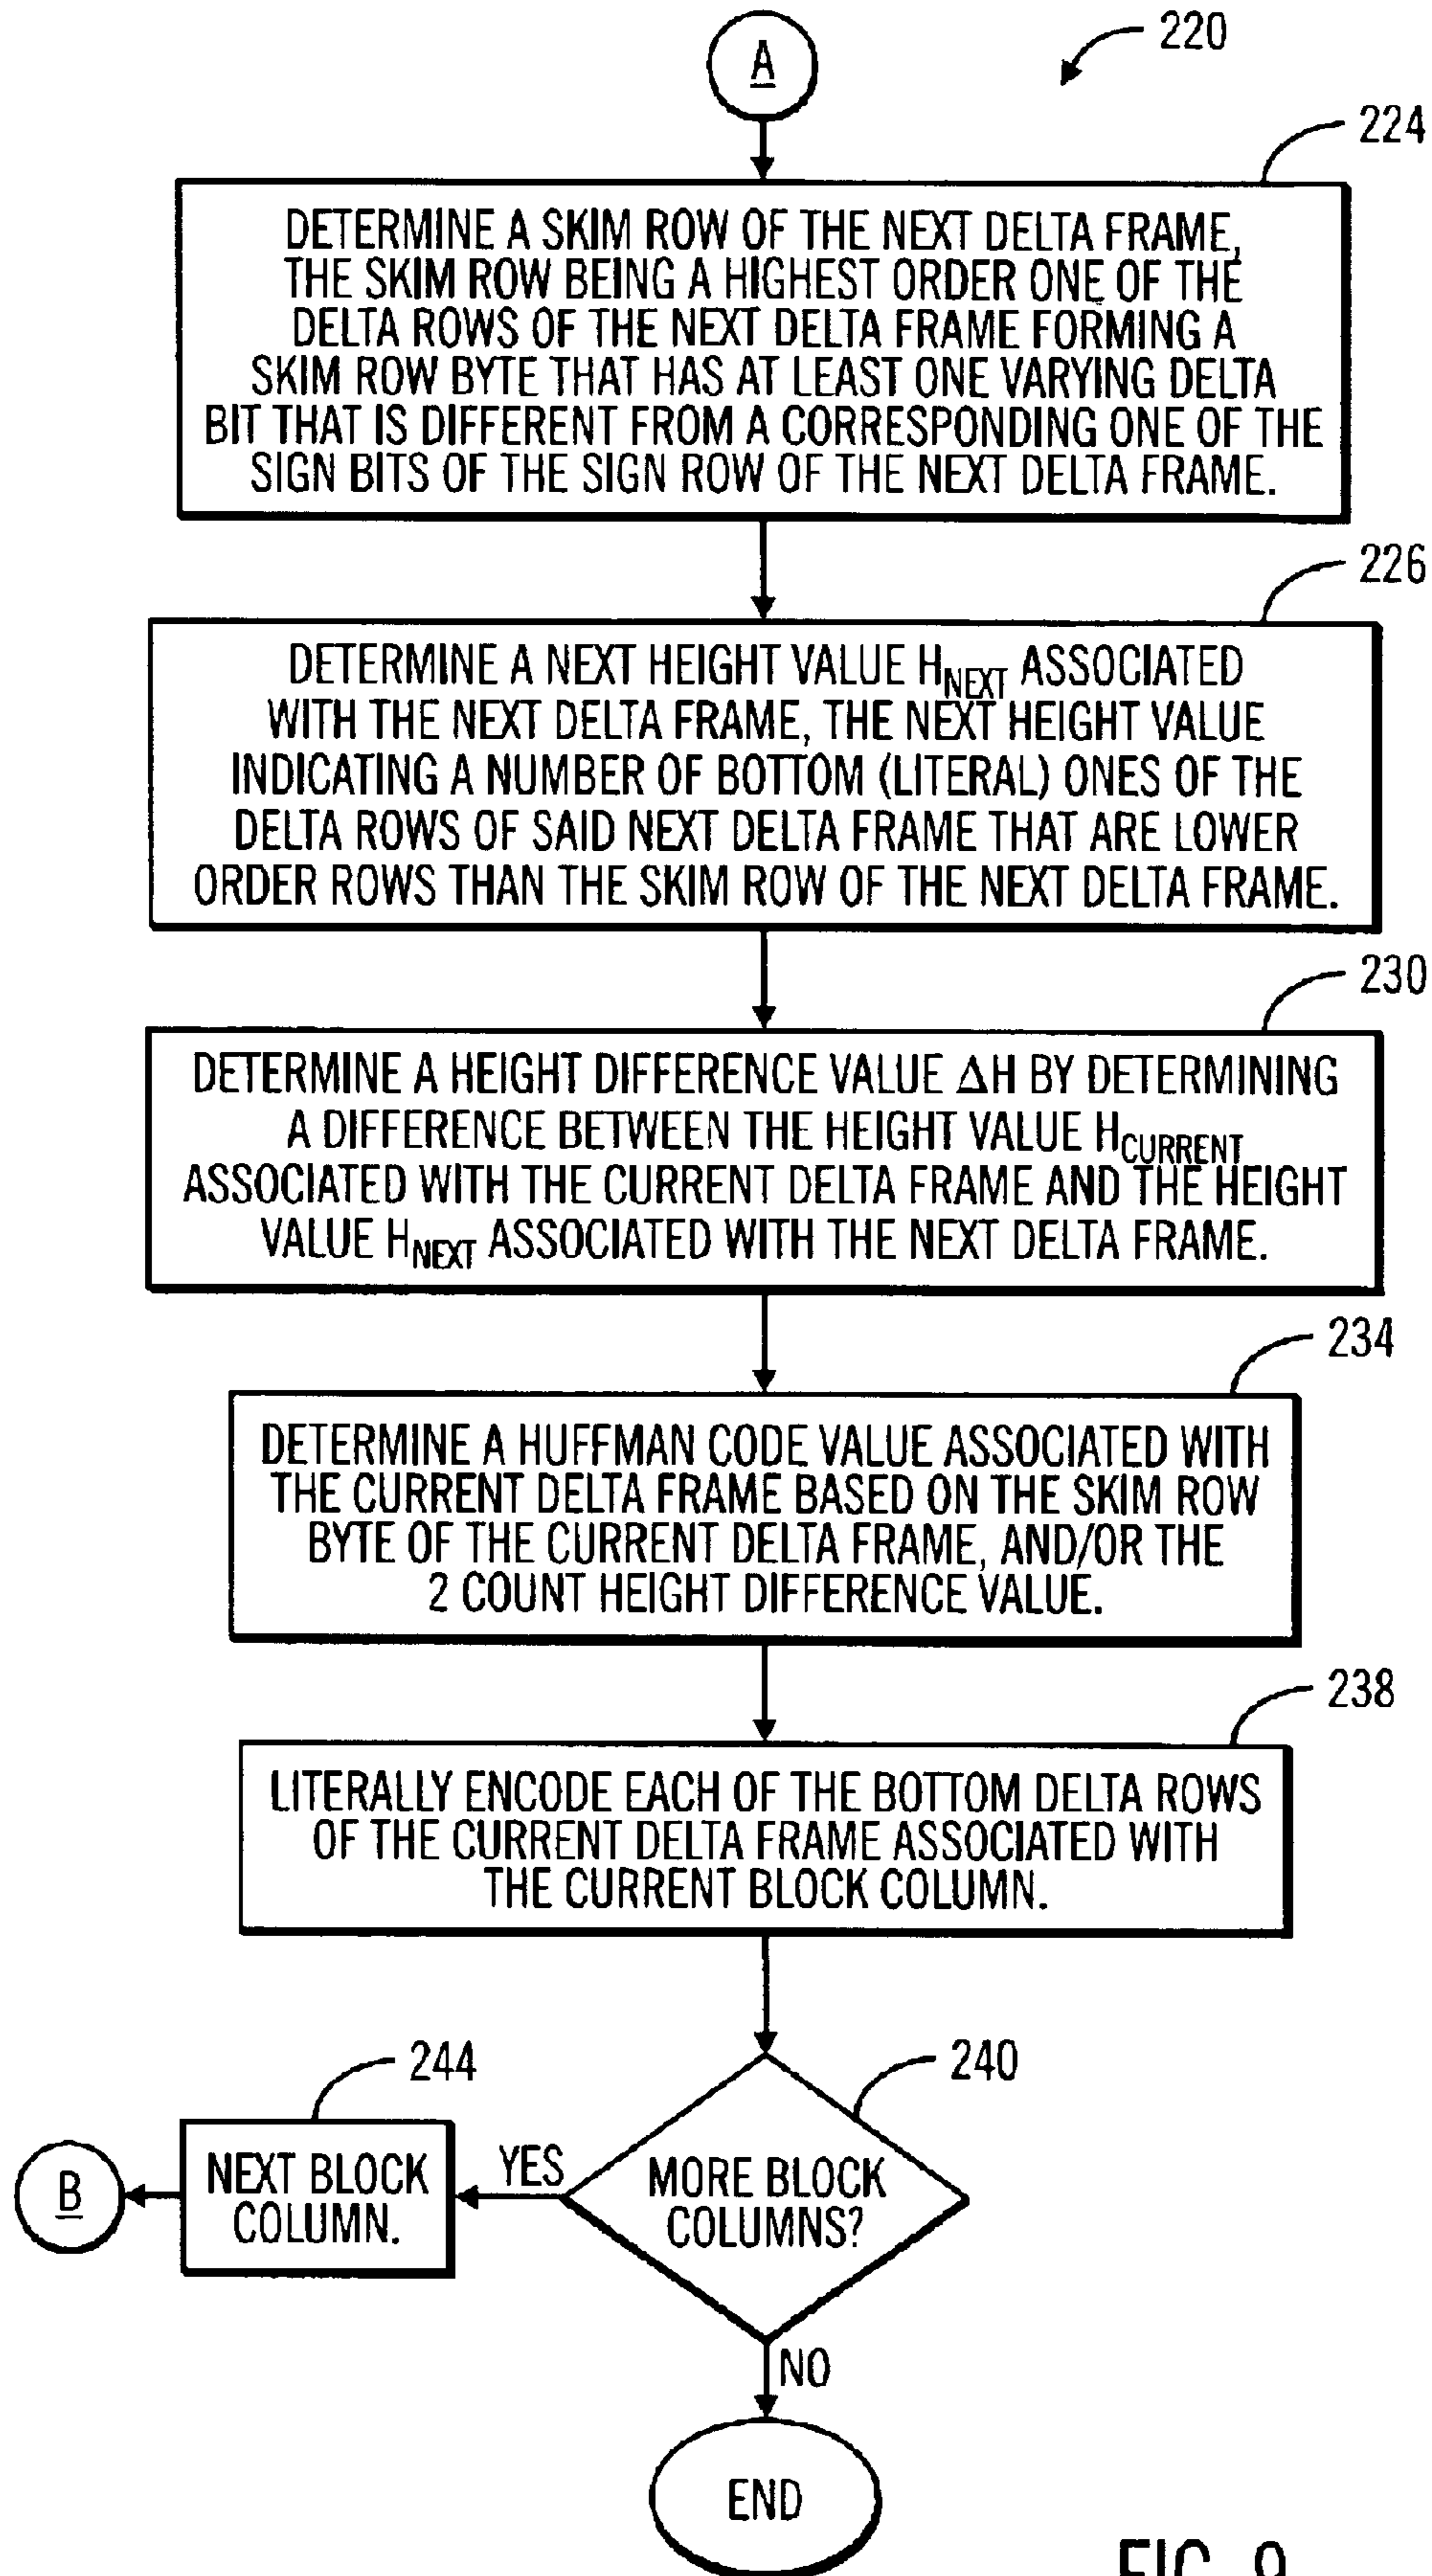 A
220
224
DETERMINE A SKIM ROW OF THE NEXT DELTA FRAME,
THE SKIM ROW BEING A HIGHEST ORDER ONE OF THE
DELTA ROWS OF THE NEXT DELTA FRAME FORMING A
SKIM ROW BYTE THAT HAS AT LEAST ONE VARYING DELTA
BIT THAT IS DIFFERENT FROM A CORRESPONDING ONE OF THE
SIGN BITS OF THE SIGN ROW OF THE NEXT DELTA FRAME.
226
DETERMINE A NEXT HEIGHT VALUE HNEXT ASSOCIATED
WITH THE NEXT DELTA FRAME, THE NEXT HEIGHT VALUE
INDICATING A NUMBER OF BOTTOM (LITERAL) ONES OF THE
DELTA ROWS OF SAID NEXT DELTA FRAME THAT ARE LOWER
ORDER ROWS THAN THE SKIM ROW OF THE NEXT DELTA FRAME.
230
DETERMINE A HEIGHT DIFFERENCE VALUE ΔH BY DETERMINING
A DIFFERENCE BETWEEN THE HEIGHT VALUE HCURRENT
ASSOCIATED WITH THE CURRENT DELTA FRAME AND THE HEIGHT
VALUE HNEXT ASSOCIATED WITH THE NEXT DELTA FRAME.
234
DETERMINE A HUFFMAN CODE VALUE ASSOCIATED WITH
THE CURRENT DELTA FRAME BASED ON THE SKIM ROW
BYTE OF THE CURRENT DELTA FRAME, AND/OR THE
2 COUNT HEIGHT DIFFERENCE VALUE.
238
LITERALLY ENCODE EACH OF THE BOTTOM DELTA ROWS
OF THE CURRENT DELTA FRAME ASSOCIATED WITH
THE CURRENT BLOCK COLUMN.
244
240
B
NEXT BLOCK
COLUMN.
YES
MORE BLOCK
COLUMNS?
NO
END
FIG. 9